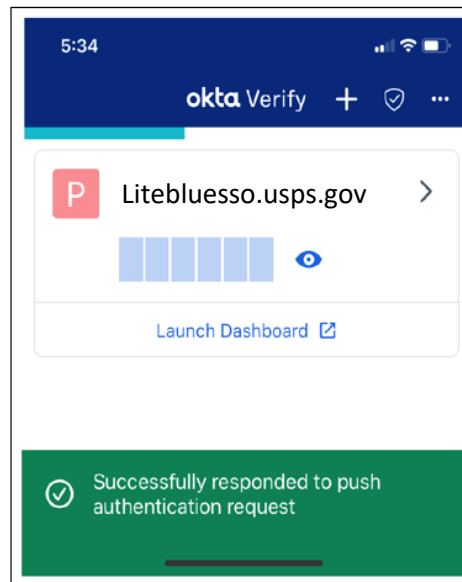 5:34
okta Verify
P
Litebluesso.usps.gov
Launch Dashboard
Successfully responded to push
authentication request